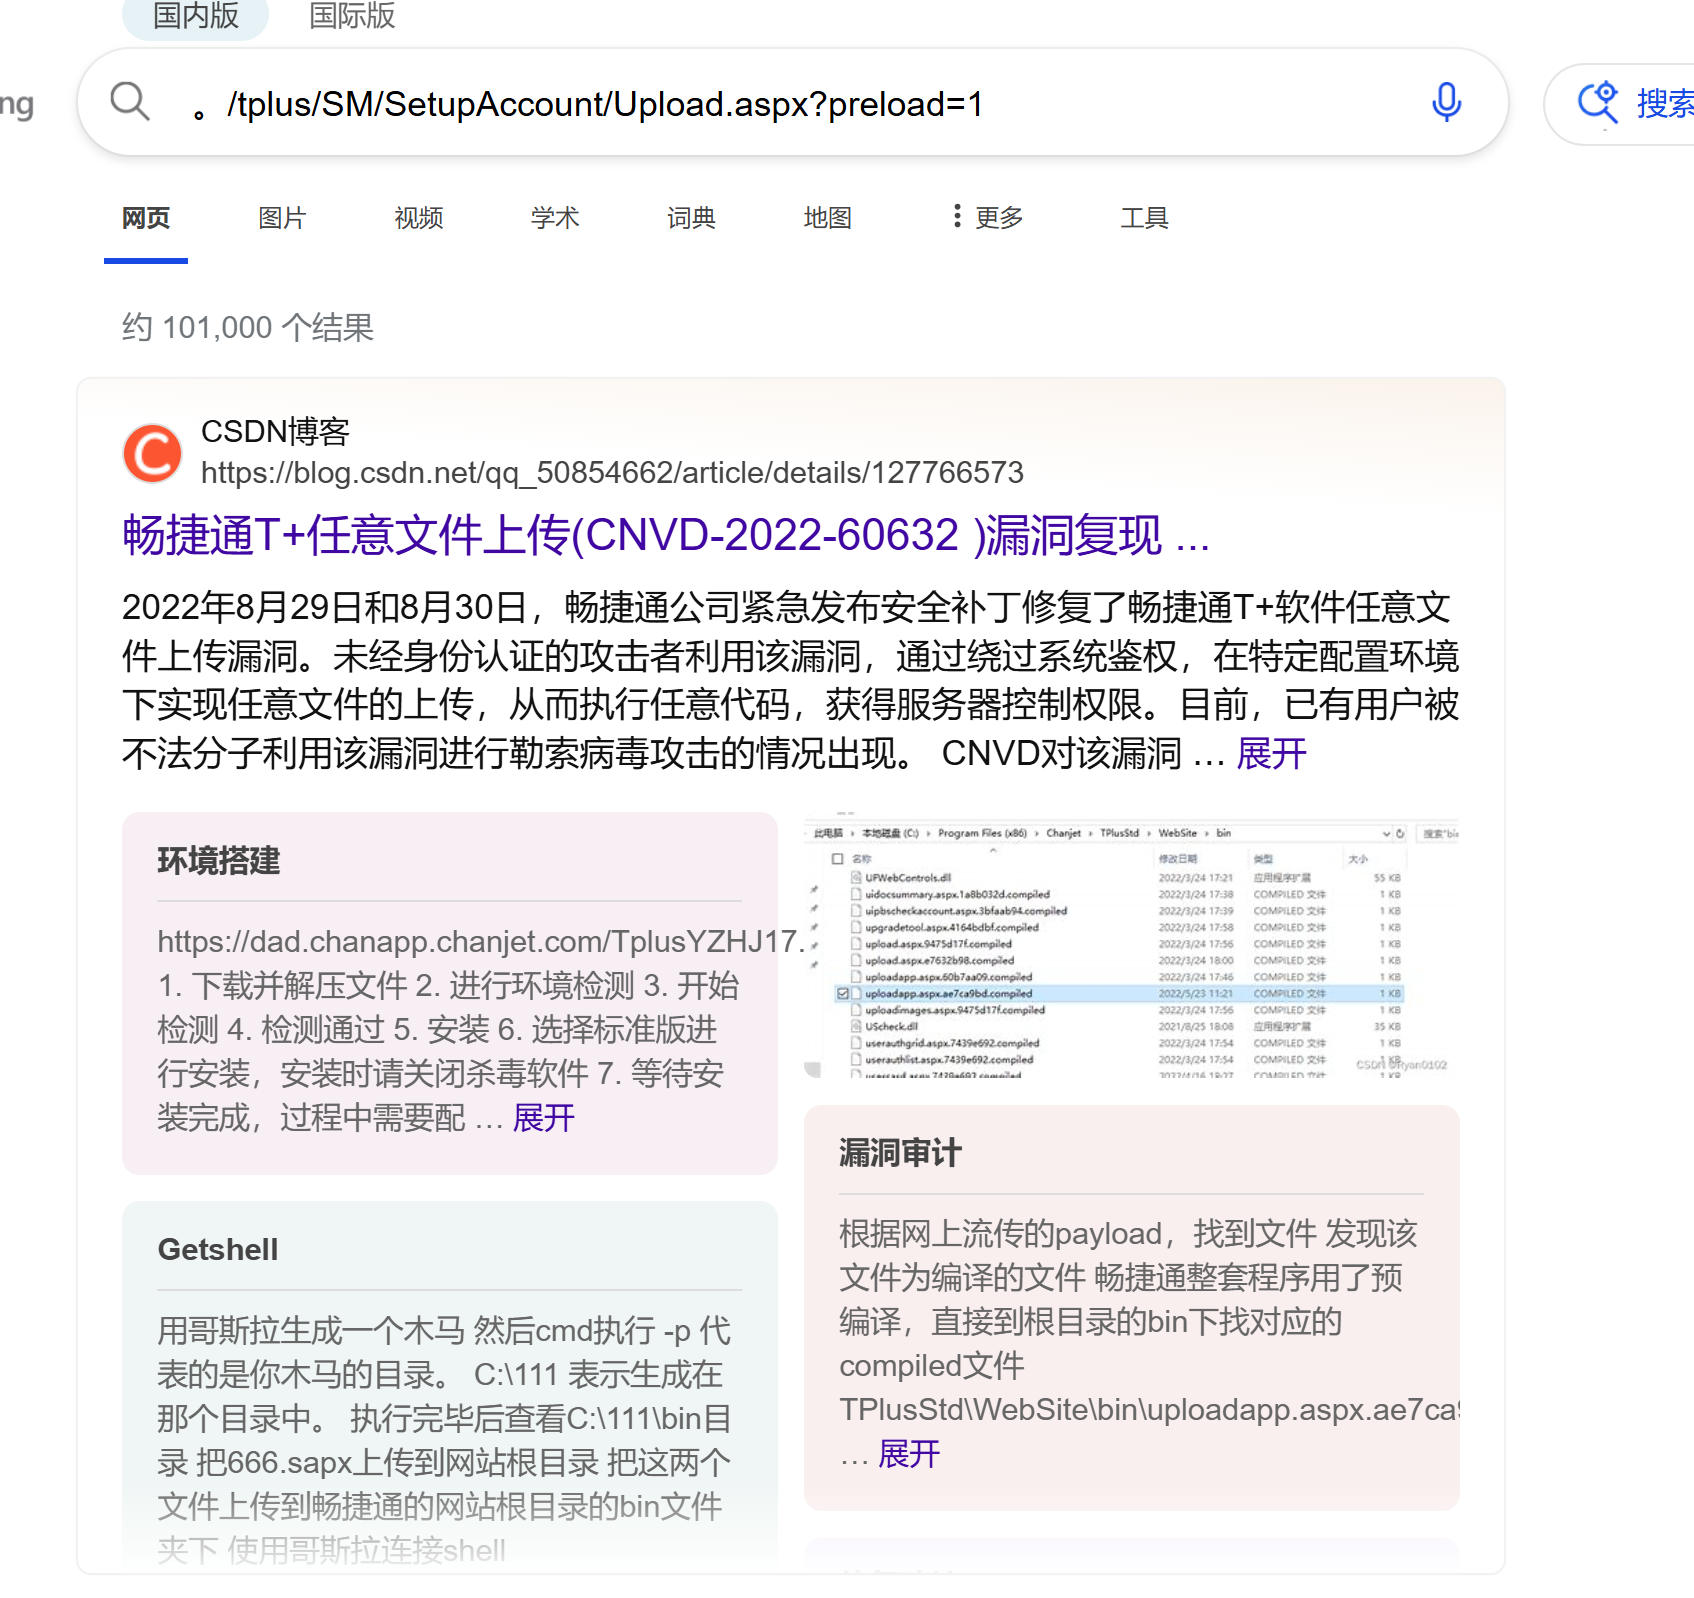 国内版 国际版
ng
。/tplus/SM/SetupAccount/Upload.aspx?preload=1
搜索
网页 图片 视频 学术 词典 地图 更多 工具
约 101,000 个结果
CSDN博客
https://blog.csdn.net/qq_50854662/article/details/127766573
畅捷通T+任意文件上传(CNVD-2022-60632 )漏洞复现 ...
2022年8月29日和8月30日，畅捷通公司紧急发布安全补丁修复了畅捷通T+软件任意文
件上传漏洞。未经身份认证的攻击者利用该漏洞，通过绕过系统鉴权，在特定配置环境
下实现任意文件的上传，从而执行任意代码，获得服务器控制权限。目前，已有用户被
不法分子利用该漏洞进行勒索病毒攻击的情况出现。 CNVD对该漏洞 … 展开
环境搭建
https://dad.chanapp.chanjet.com/TplusYZHJ17.
1. 下载并解压文件 2. 进行环境检测 3. 开始
检测 4. 检测通过 5. 安装 6. 选择标准版进
行安装，安装时请关闭杀毒软件 7. 等待安
装完成，过程中需要配 … 展开
Getshell
用哥斯拉生成一个木马 然后cmd执行 -p 代
表的是你木马的目录。 C:\111 表示生成在
那个目录中。 执行完毕后查看C:\111\bin目
录 把666.sapx上传到网站根目录 把这两个
文件上传到畅捷通的网站根目录的bin文件
夹下 使用哥斯拉连接shell
此电脑 › 本地磁盘 (C:) › Program Files (x86) › Chanjet › TPlusStd › WebSite › bin 搜索"bi
名称 修改日期 类型 大小
UFWebControls.dll 2022/3/24 17:21 应用程序扩展 55 KB
uidocsummary.aspx.1a8b032d.compiled 2022/3/24 17:38 COMPILED 文件 1 KB
uipbscheckaccount.aspx.3bfaab94.compiled 2022/3/24 17:39 COMPILED 文件 1 KB
upgradetool.aspx.4164bdbf.compiled 2022/3/24 17:58 COMPILED 文件 1 KB
upload.aspx.9475d17f.compiled 2022/3/24 17:56 COMPILED 文件 1 KB
upload.aspx.e7632b98.compiled 2022/3/24 18:00 COMPILED 文件 1 KB
uploadapp.aspx.60b7aa09.compiled 2022/3/24 17:46 COMPILED 文件 1 KB
uploadapp.aspx.ae7ca9bd.compiled 2022/5/23 11:21 COMPILED 文件 1 KB
uploadimages.aspx.9475d17f.compiled 2022/3/24 17:56 COMPILED 文件 1 KB
UScheck.dll 2021/8/25 18:08 应用程序扩展 35 KB
userauthgrid.aspx.7439e692.compiled 2022/3/24 17:54 COMPILED 文件 1 KB
userauthlist.aspx.7439e692.compiled 2022/3/24 17:54 COMPILED 文件 1 KB
CSDN @Ryan0102
漏洞审计
根据网上流传的payload，找到文件 发现该
文件为编译的文件 畅捷通整套程序用了预
编译，直接到根目录的bin下找对应的
compiled文件
TPlusStd\WebSite\bin\uploadapp.aspx.ae7ca9
… 展开